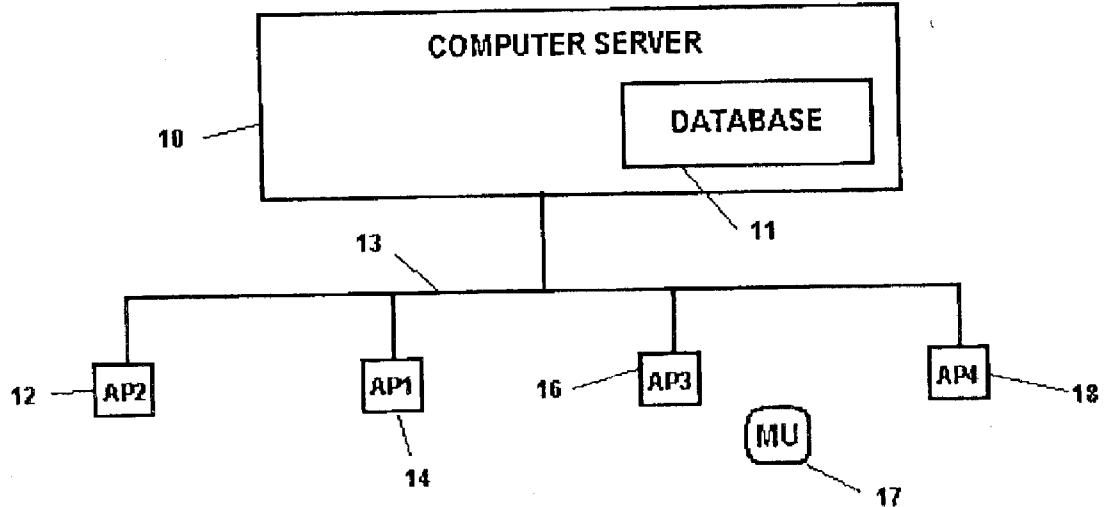 COMPUTER SERVER
DATABASE
10
11
13
12
AP2
AP1
14
16
AP3
AP4
18
MU
17